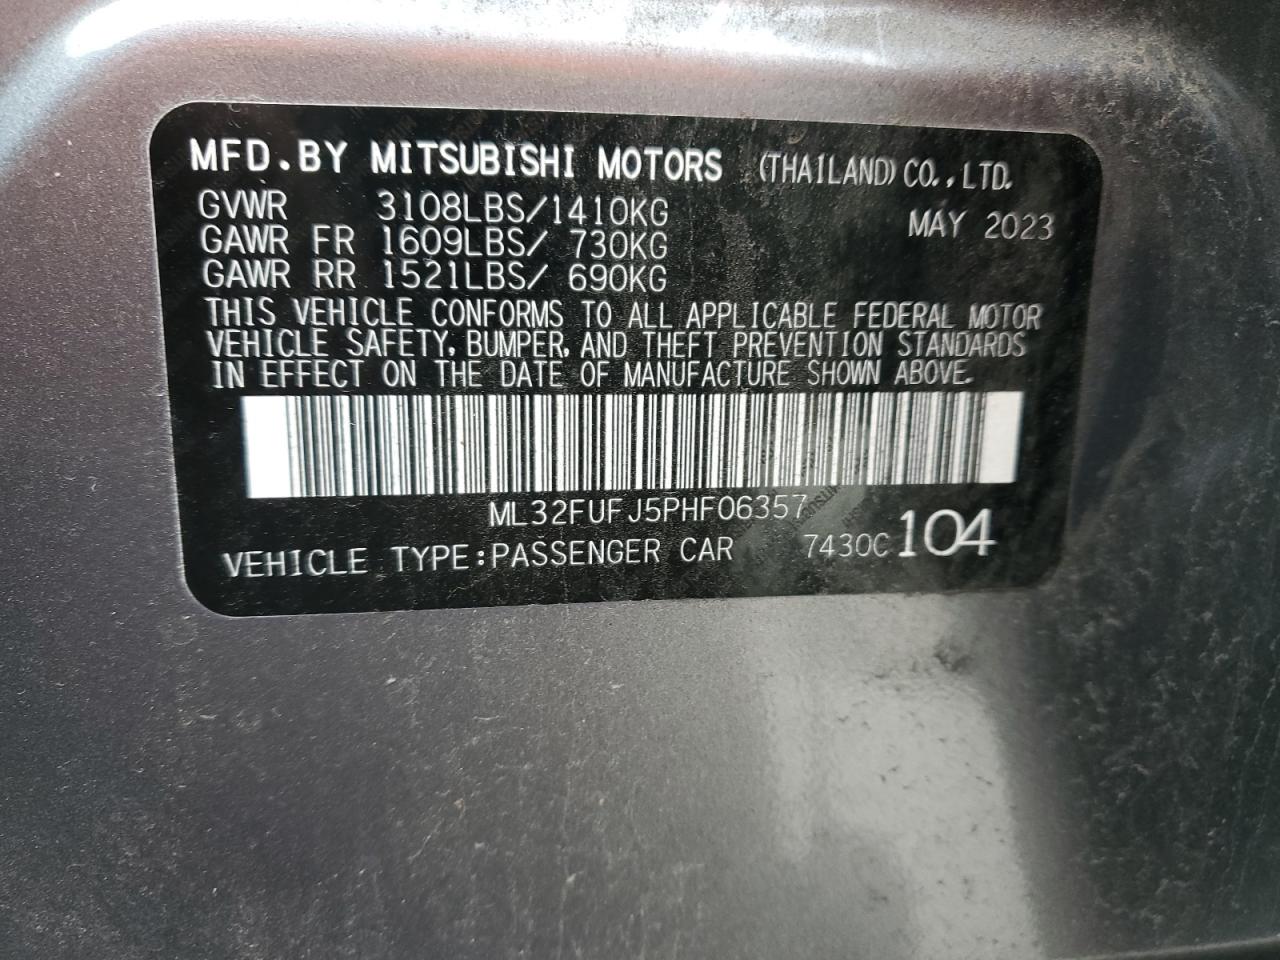 MFD.BY MITSUBISHI MOTORS (THAILAND) CO.,LTD.
GVWR 3108LBS/1410KG MAY 2023
GAWR FR 1609LBS/ 730KG
GAWR RR 1521LBS/ 690KG
THIS VEHICLE CONFORMS TO ALL APPLICABLE FEDERAL MOTOR
VEHICLE SAFETY, BUMPER, AND THEFT PREVENTION STANDARDS
IN EFFECT ON THE DATE OF MANUFACTURE SHOWN ABOVE.
ML32FUFJ5PHF06357
VEHICLE TYPE:PASSENGER CAR 7430C 104